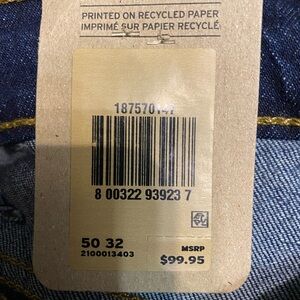 PRINTED ON RECYCLED PAPER
IMPRIMÉ SUR PAPIER RECYCLÉ
8 00322 93923 7
50 32
2100013403
MSRP
$99.95